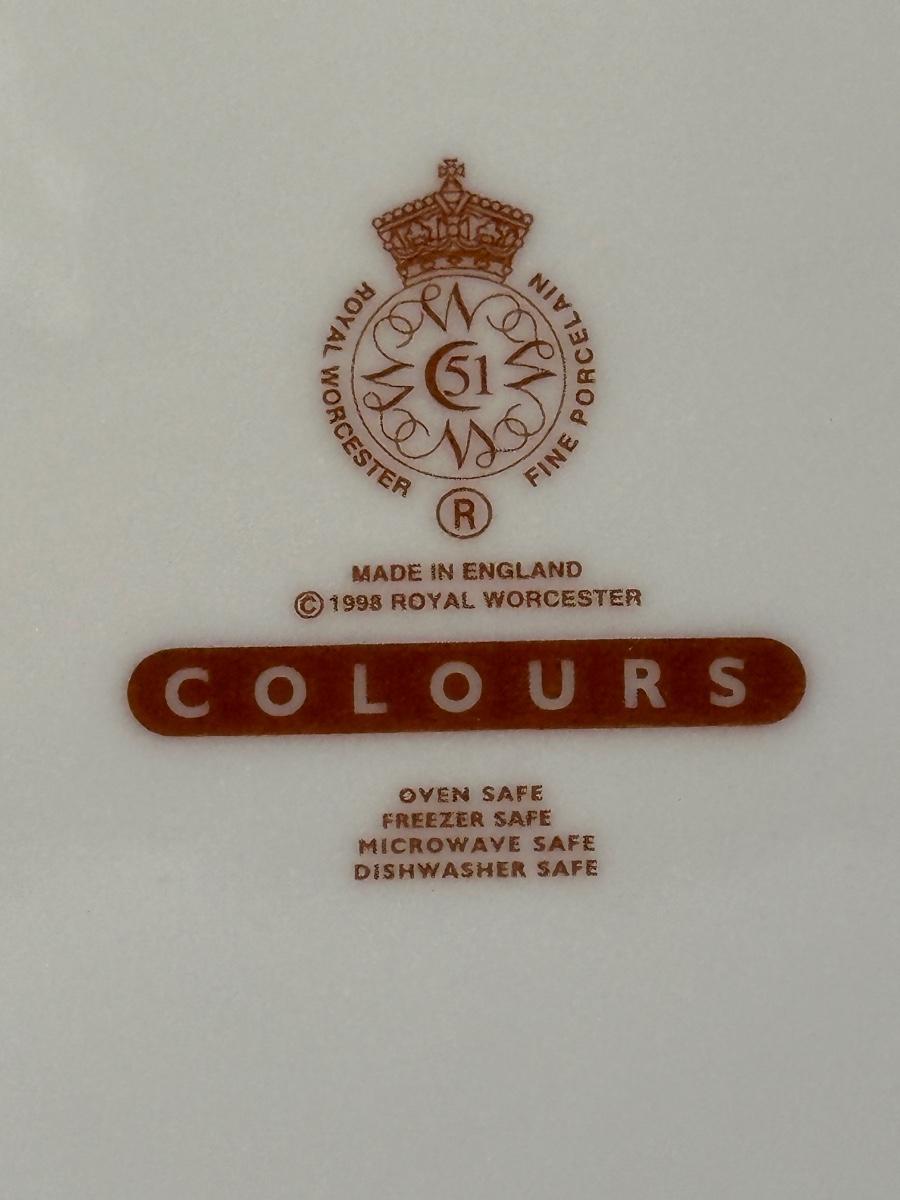 ROYAL WORCESTER
FINE PORCELAIN
51
R
MADE IN ENGLAND
© 1998 ROYAL WORCESTER
COLOURS
OVEN SAFE
FREEZER SAFE
MICROWAVE SAFE
DISHWASHER SAFE